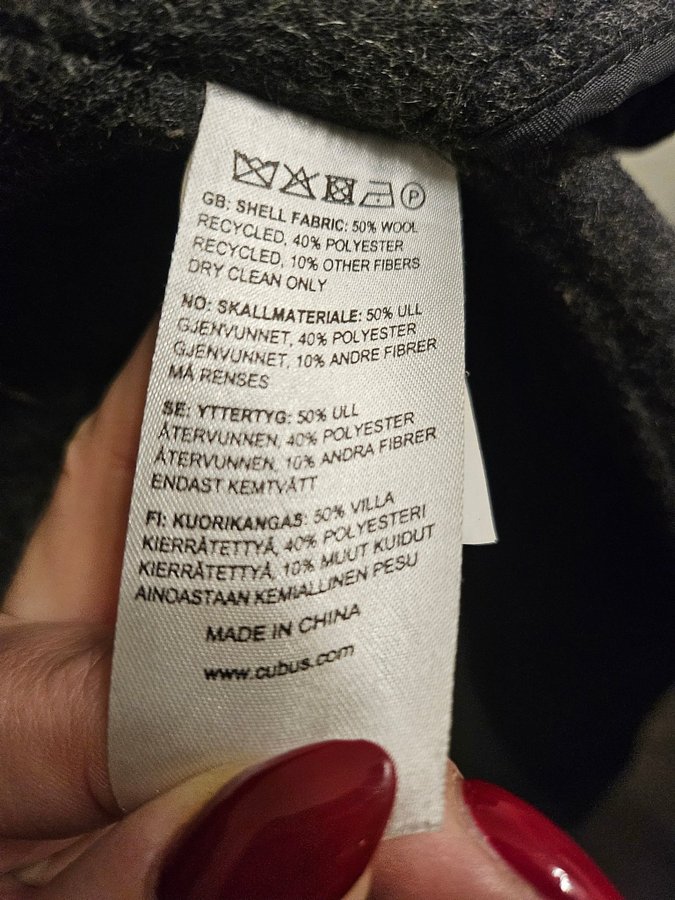 P
GB: SHELL FABRIC: 50% WOOL
RECYCLED, 40% POLYESTER
RECYCLED, 10% OTHER FIBERS
DRY CLEAN ONLY
NO: SKALLMATERIALE: 50% ULL
GJENVUNNET, 40% POLYESTER
GJENVUNNET, 10% ANDRE FIBRER
MÅ RENSES
SE: YTTERTYG: 50% ULL
ÅTERVUNNEN, 40% POLYESTER
ÅTERVUNNEN, 10% ANDRA FIBRER
ENDAST KEMTVÄTT
FI: KUORIKANGAS: 50% VILLA
KIERRÄTETTYÄ, 40% POLYESTERI
KIERRÄTETTYÄ, 10% MUUT KUIDUT
AINOASTAAN KEMIALLINEN PESU
MADE IN CHINA
www.cubus.com